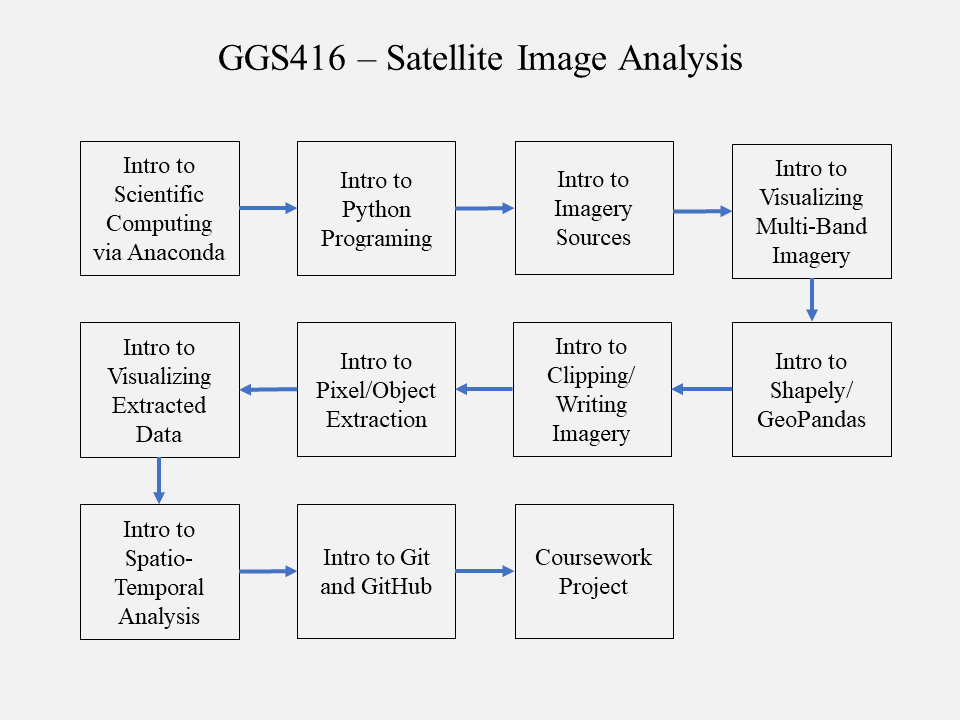 GGS416 – Satellite Image Analysis
Intro to
Scientific
Computing
via Anaconda
Intro to
Python
Programing
Intro to
Imagery
Sources
Intro to
Visualizing
Multi-Band
Imagery
Intro to
Shapely/
GeoPandas
Intro to
Clipping/
Writing
Imagery
Intro to
Pixel/Object
Extraction
Intro to
Visualizing
Extracted
Data
Intro to
Spatio-
Temporal
Analysis
Intro to Git
and GitHub
Coursework
Project